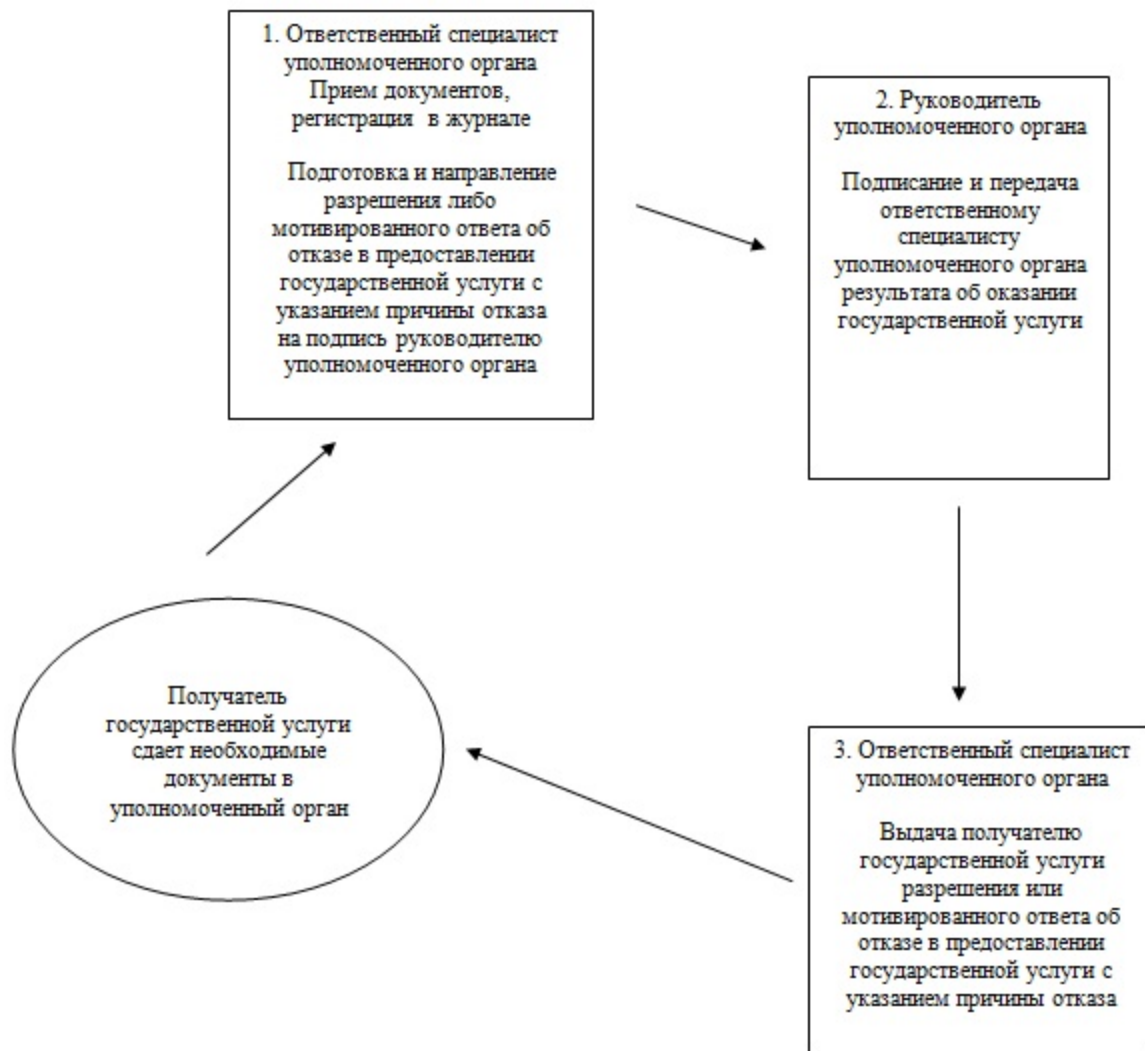 1. Ответственный специалист
уполномоченного органа
Прием документов,
регистрация в журнале
Подготовка и направление
разрешения либо
мотивированного ответа об
отказе в предоставлении
государственной услуги с
указанием причины отказа
на подпись руководителю
уполномоченного органа
2. Руководитель
уполномоченного органа
Подписание и передача
ответственному
специалисту
уполномоченного органа
результата об оказании
государственной услуги
Получатель
государственной услуги
сдает необходимые
документы в
уполномоченный орган
3. Ответственный специалист
уполномоченного органа
Выдача получателю
государственной услуги
разрешения или
мотивированного ответа об
отказе в предоставлении
государственной услуги с
указанием причины отказа